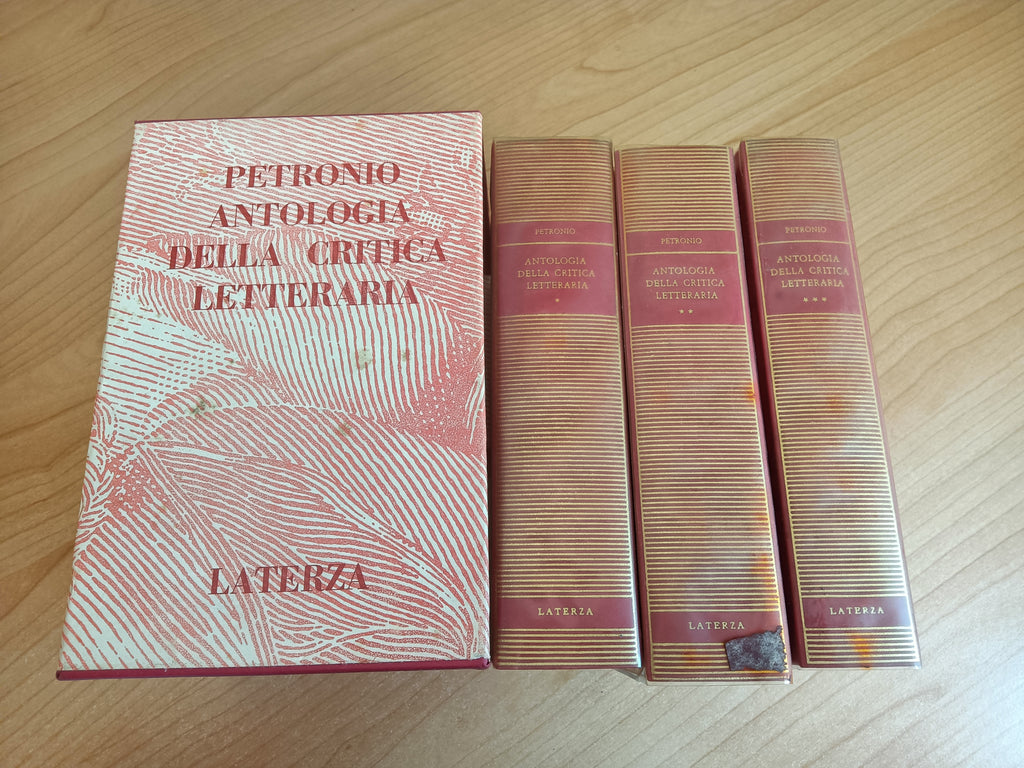 PETRONIO
ANTOLOGIA
DELLA CRITICA
LETTERARIA
LATERZA
PETRONIO
ANTOLOGIA
DELLA CRITICA
LETTERARIA
*
LATERZA
PETRONIO
ANTOLOGIA
DELLA CRITICA
LETTERARIA
**
LATERZA
PETRONIO
ANTOLOGIA
DELLA CRITICA
LETTERARIA
***
LATERZA